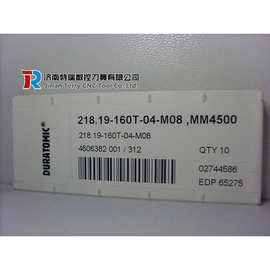 济南特瑞数控刀具有限公司
Jinan Terry CNC Tool Co.,Ltd
DURATOMIC®
218.19-160T-04-M08 ,MM4500
218.19-160T-04-M08
4606382 001 / 312
QTY 10
02744586
EDP 65275